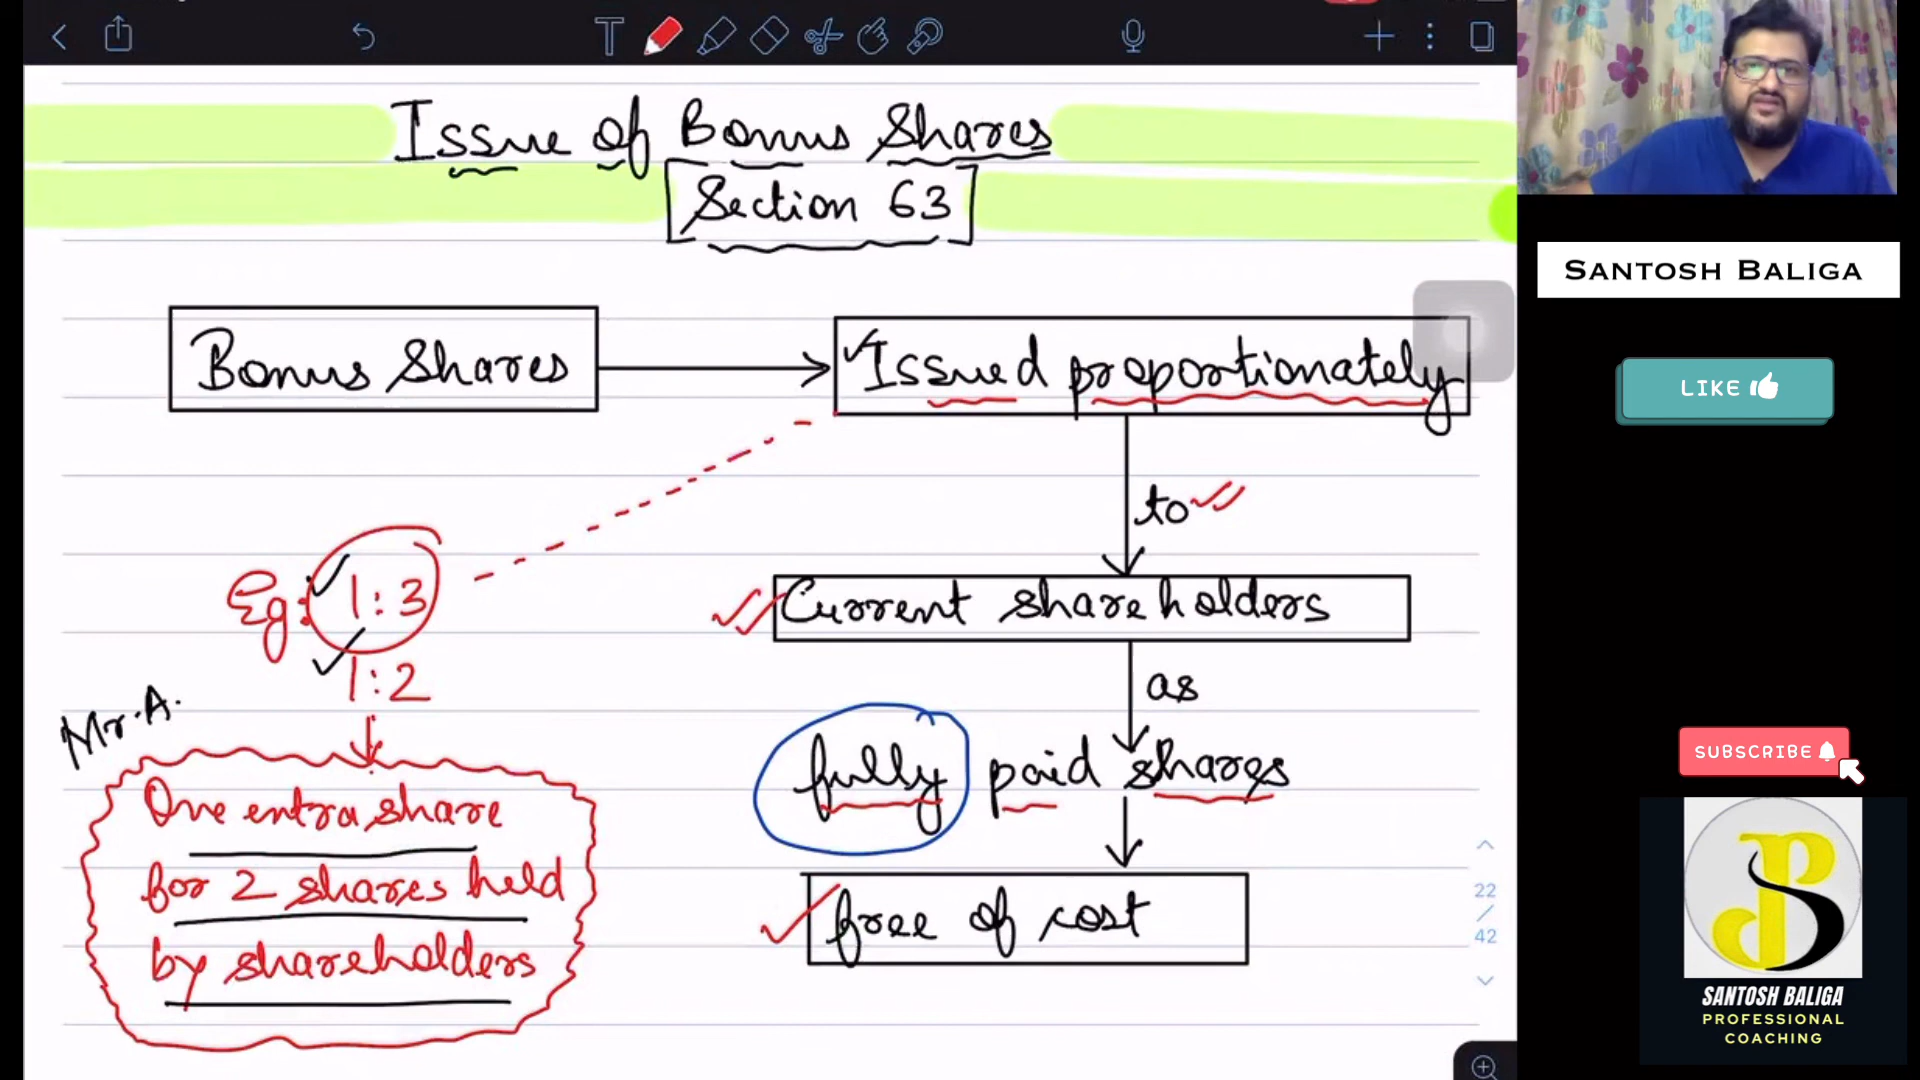 Issue of Bonus Shares
Section 63
Bonus Shares
Issued proportionately
to
Current shareholders
as
fully paid shares
free of cost
Eg: 1:3
1:2
Mr. A.
One extra share
for 2 shares held
by shareholders
22
/
42
SANTOSH BALIGA
LIKE
SUBSCRIBE
SANTOSH BALIGA
PROFESSIONAL
COACHING